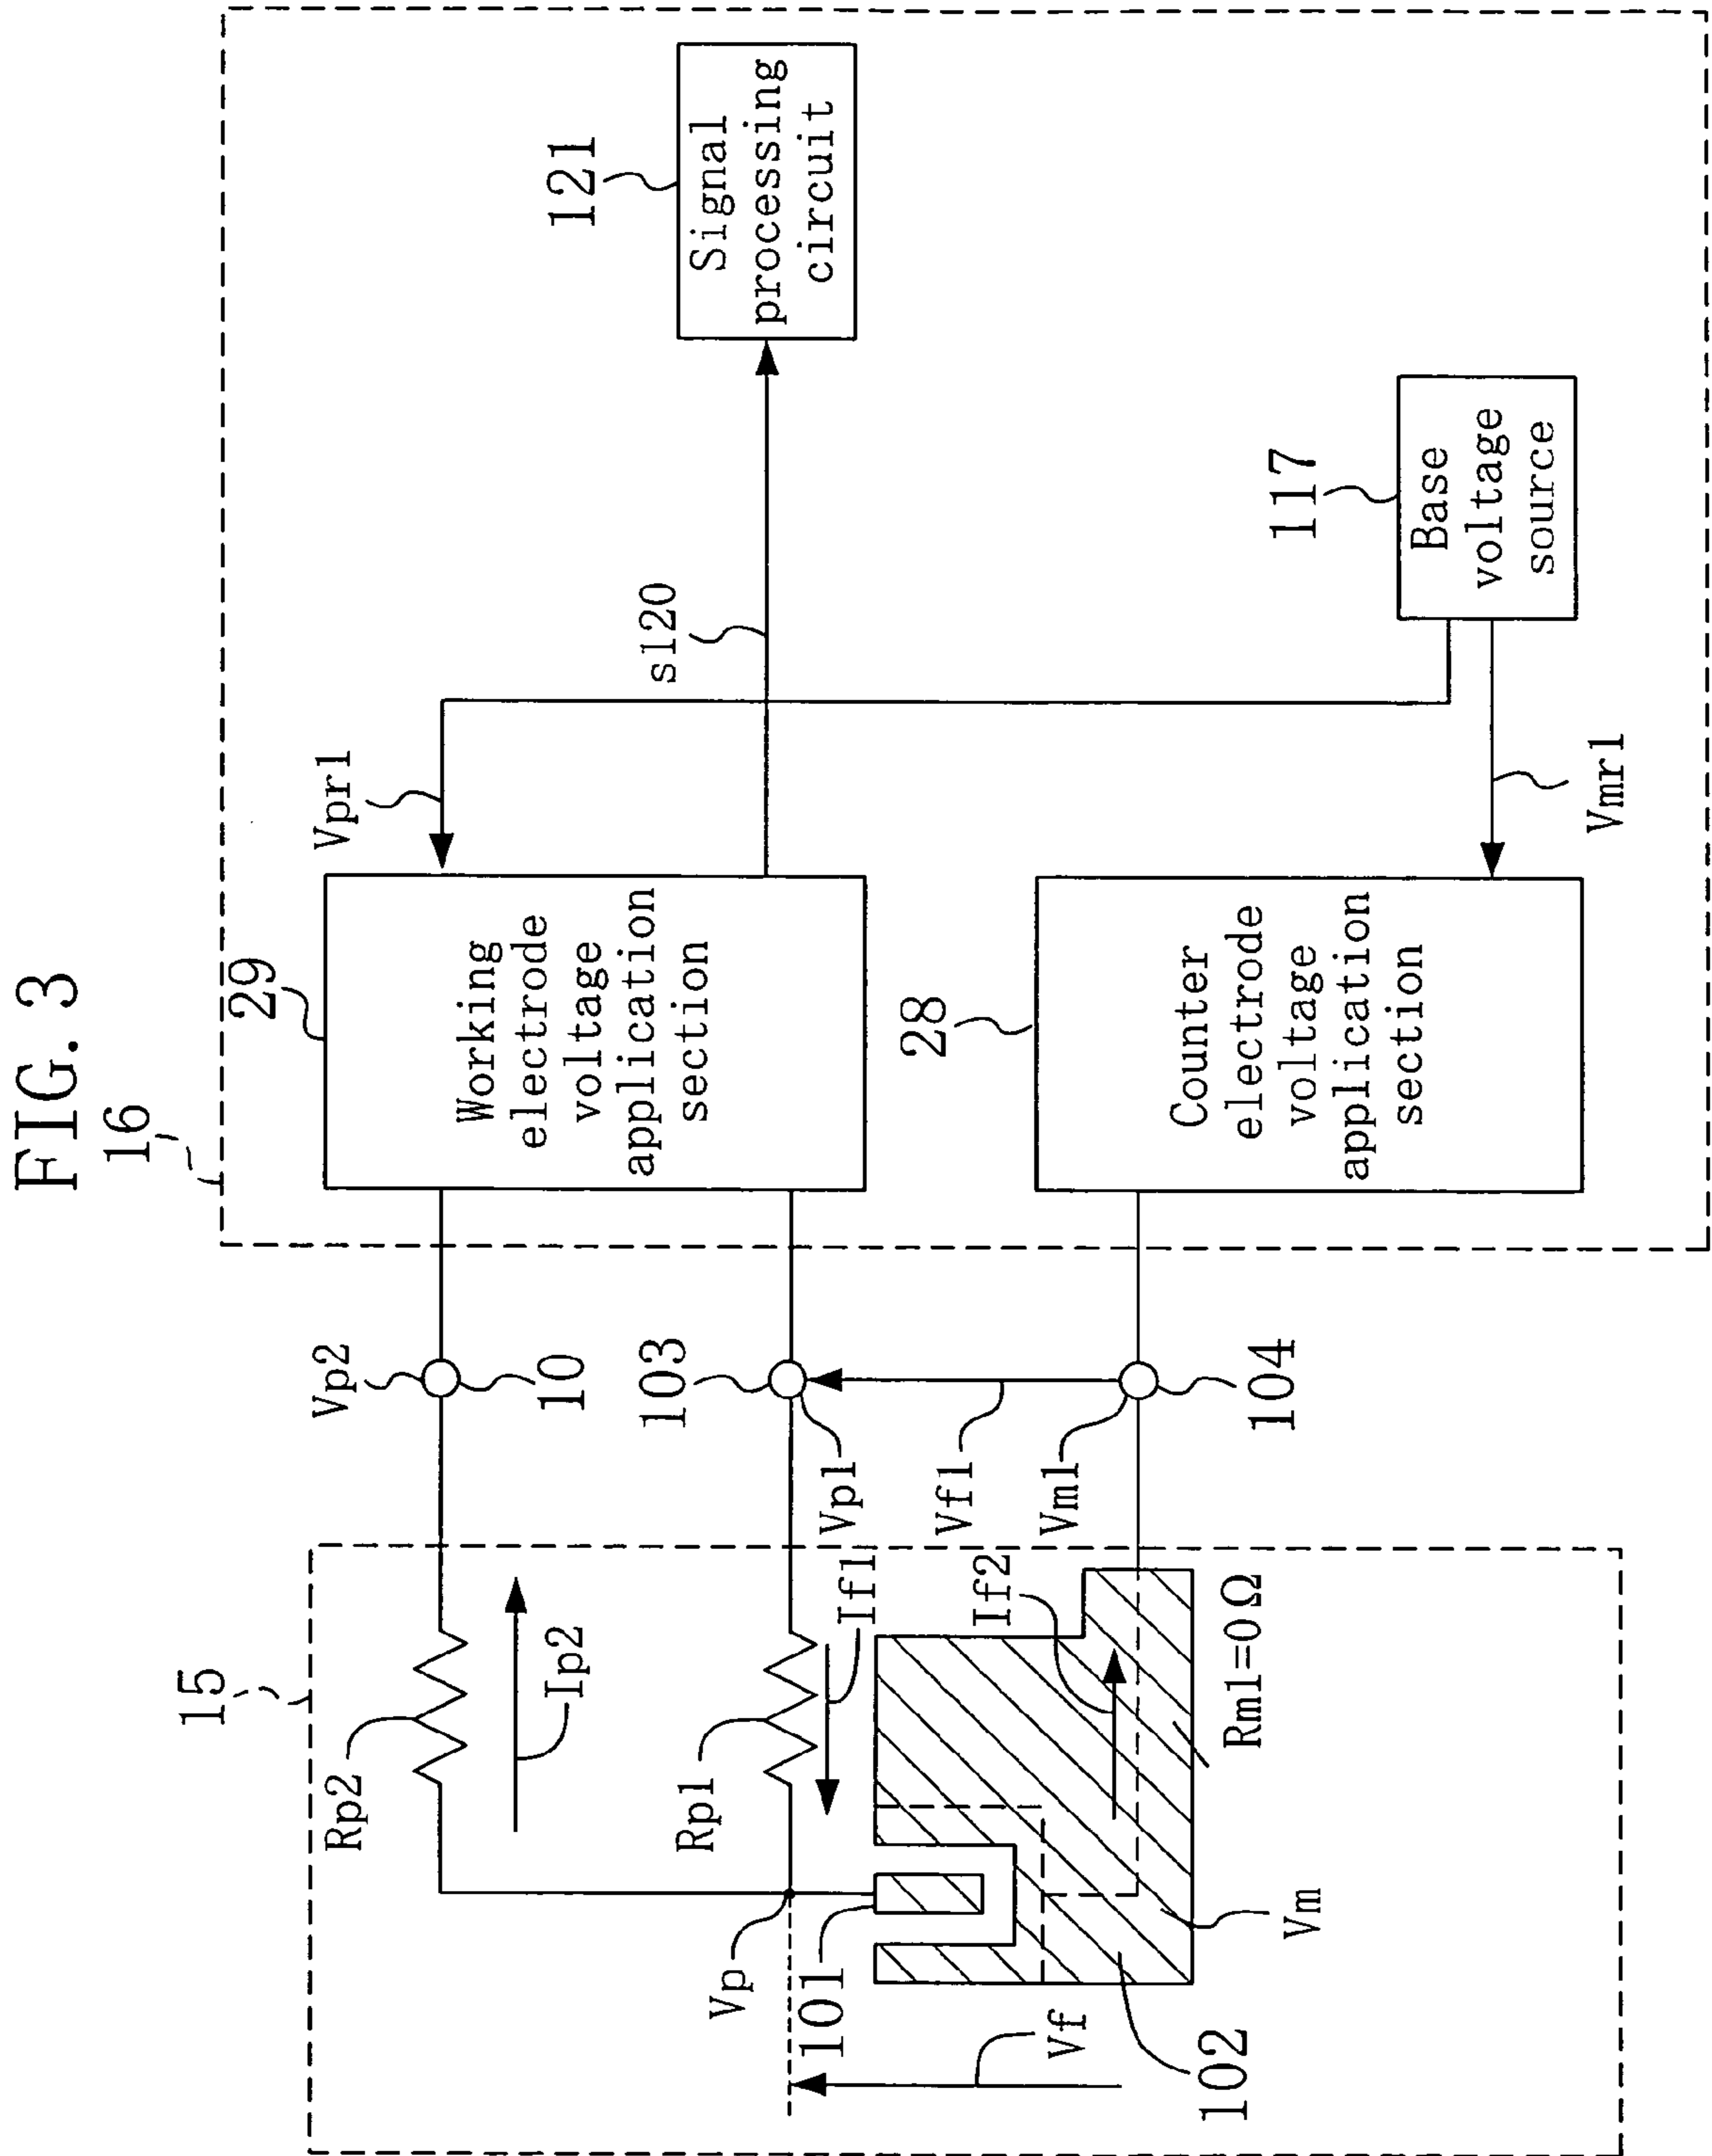 FIG. 3
16
15
29
Vp2
10
Rp2
Ip2
Vpr1
Working
electrode
voltage
application
section
s120
121
Signal
processing
circuit
103
Vp1
Rp1
If1
Vp
101
Vf1
Vm1
104
28
Counter
electrode
voltage
application
section
117
Base
voltage
source
Vmr1
If2
Rm1=0Ω
Vm
Vf
102